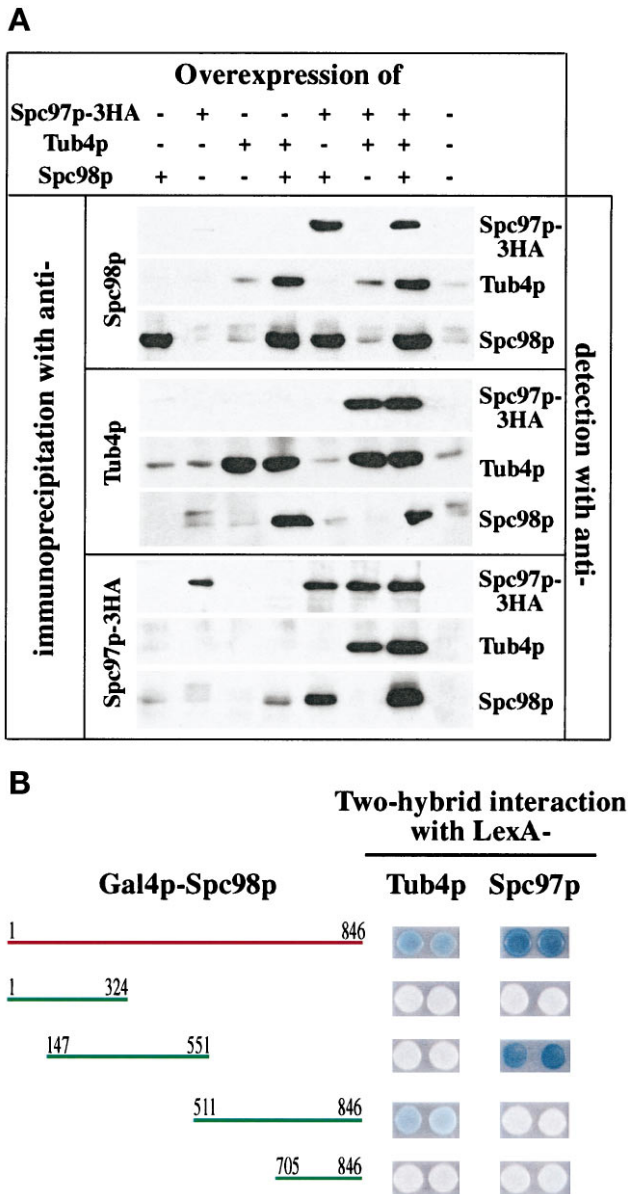 A
Overexpression of
Spc97p-3HA - + - - + + + -
Tub4p - - + + - + + -
Spc98p + - - + + - + -
immunoprecipitation with anti-
detection with anti-
Spc98p
Spc97p-
3HA
Tub4p
Spc98p
Tub4p
Spc97p-
3HA
Tub4p
Spc98p
Spc97p-3HA
Spc97p-
3HA
Tub4p
Spc98p
B
Two-hybrid interaction
with LexA-
Gal4p-Spc98p Tub4p Spc97p
1 846
1 324
147 551
511 846
705 846